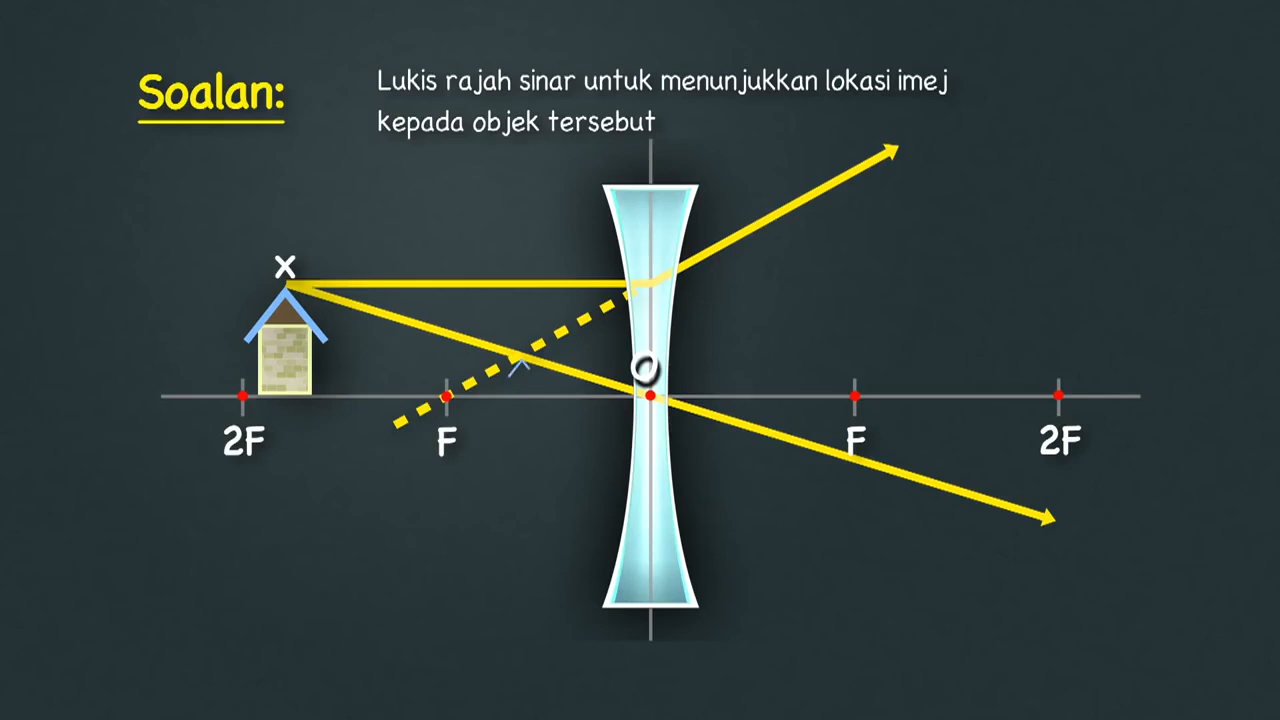 Soalan:
Lukis rajah sinar untuk menunjukkan lokasi imej
kepada objek tersebut
X
O
2F
F
F
2F